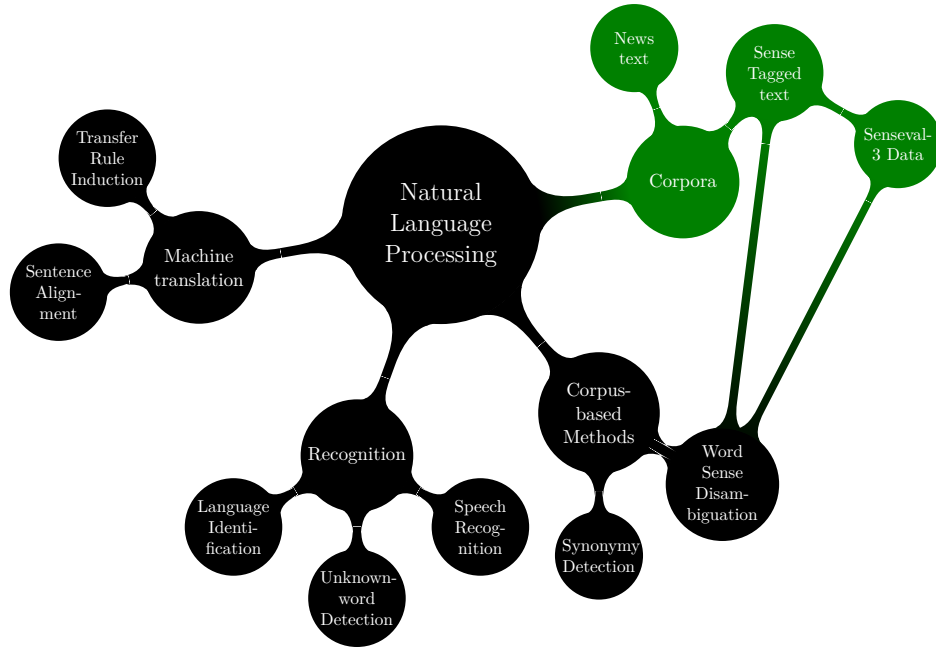 News
text
Sense
Tagged
text
Senseval-
3 Data
Transfer
Rule
Induction
Corpora
Natural
Language
Processing
Machine
translation
Sentence
Align-
ment
Corpus-
based
Methods
Recognition
Word
Sense
Disam-
biguation
Language
Identi-
fication
Speech
Recog-
nition
Synonymy
Detection
Unknown-
word
Detection